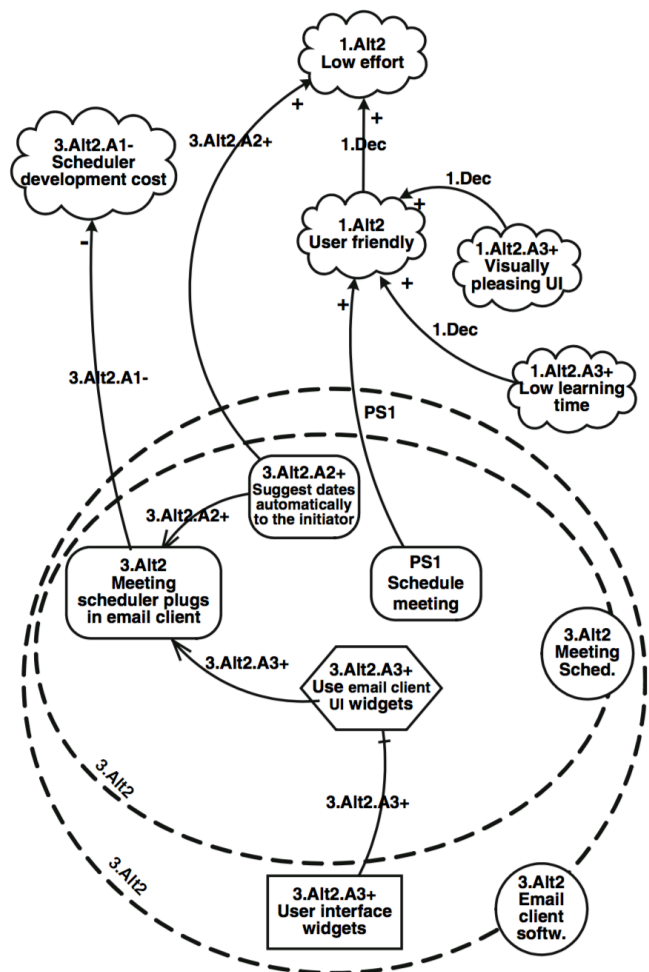 1.Alt2
Low effort
+
+
3.Alt2.A2+
1.Dec
3.Alt2.A1-
Scheduler
development cost
1.Dec
+
1.Alt2
User friendly
-
1.Alt2.A3+
Visually
pleasing UI
+
+
1.Dec
3.Alt2.A1-
1.Alt2.A3+
Low learning
time
PS1
3.Alt2.A2+
Suggest dates
automatically
to the initiator
3.Alt2.A2+
3.Alt2
Meeting
scheduler plugs
in email client
PS1
Schedule
meeting
3.Alt2
Meeting
Sched.
3.Alt2.A3+
3.Alt2.A3+
Use email client
UI widgets
3.Alt2
3.Alt2.A3+
3.Alt2
3.Alt2.A3+
User interface
widgets
3.Alt2
Email
client
softw.